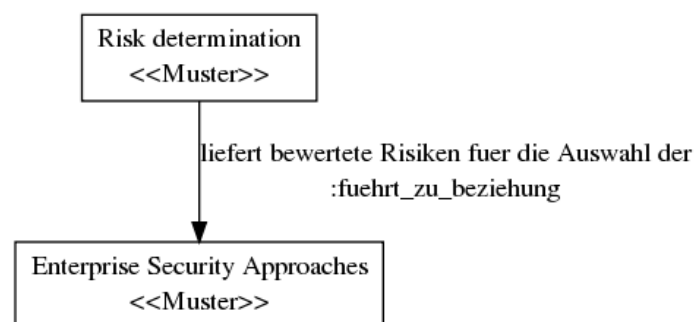 Risk determination
<<Muster>>
liefert bewertete Risiken fuer die Auswahl der
:fuehrt_zu_beziehung
Enterprise Security Approaches
<<Muster>>